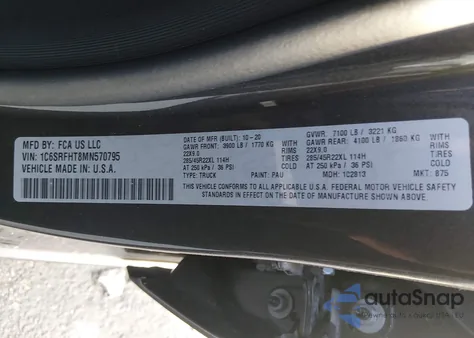 MFD BY: FCA US LLC
VIN: 1C6SRFHT8MN570795
VEHICLE MADE IN: U.S.A.
DATE OF MFR (BUILT) 10-20
GAWR FRONT: 3900 LB / 1770 KG
WITH
22X9.0 RIMS
285/45R22XL 114H TIRES
AT 250 kPa / 36 PSI COLD
GVWR: 7100 LB / 3221 KG
GAWR REAR: 4100 LB / 1860 KG
WITH
22X9.0 RIMS
285/45R22XL 114H TIRES
AT 250 kPa / 36 PSI COLD
THIS VEHICLE CONFORMS TO ALL APPLICABLE FEDERAL MOTOR VEHICLE SAFETY
STANDARDS IN EFFECT ON THE DATE OF MANUFACTURE SHOWN ABOVE.
TYPE: TRUCK PAINT: PAU MDH: 102813 MKT: 875
autoSnap